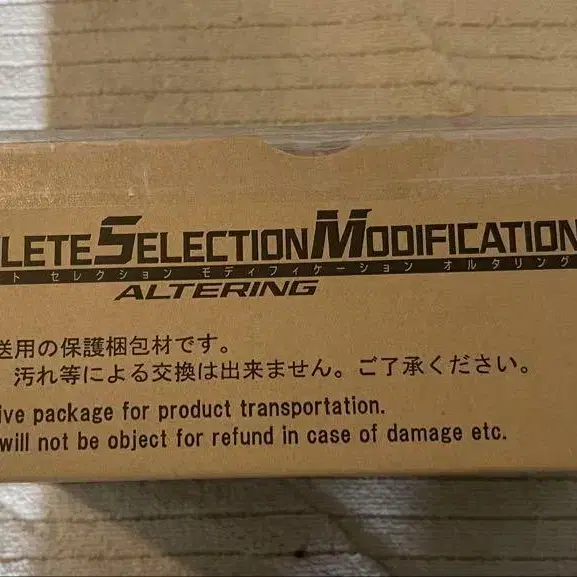 LETE SELECTION MODIFICATION
ト セレクション モディフィケーション オルタリング
ALTERING
送用の保護梱包材です。
汚れ等による交換は出来ません。ご了承ください。
ive package for product transportation.
will not be object for refund in case of damage etc.